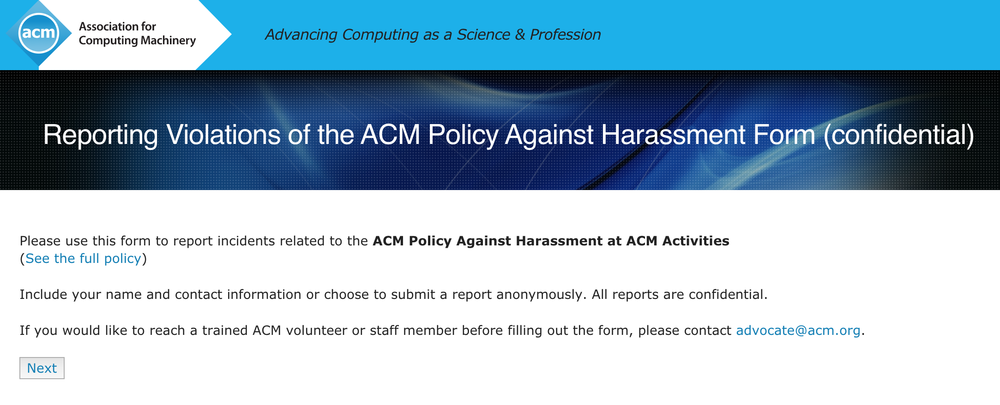 acm
Association for
Computing Machinery
Advancing Computing as a Science & Profession
Reporting Violations of the ACM Policy Against Harassment Form (confidential)
Please use this form to report incidents related to the ACM Policy Against Harassment at ACM Activities
(See the full policy)
Include your name and contact information or choose to submit a report anonymously. All reports are confidential.
If you would like to reach a trained ACM volunteer or staff member before filling out the form, please contact advocate@acm.org.
Next